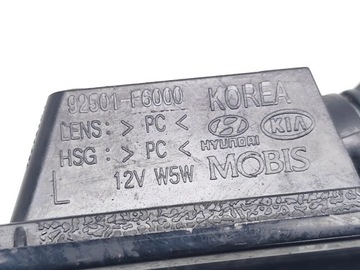 92501-F6000 KOREA
LENS: > PC < KIA
HSG: > PC < HYUNDAI
L 12V W5W MOBIS